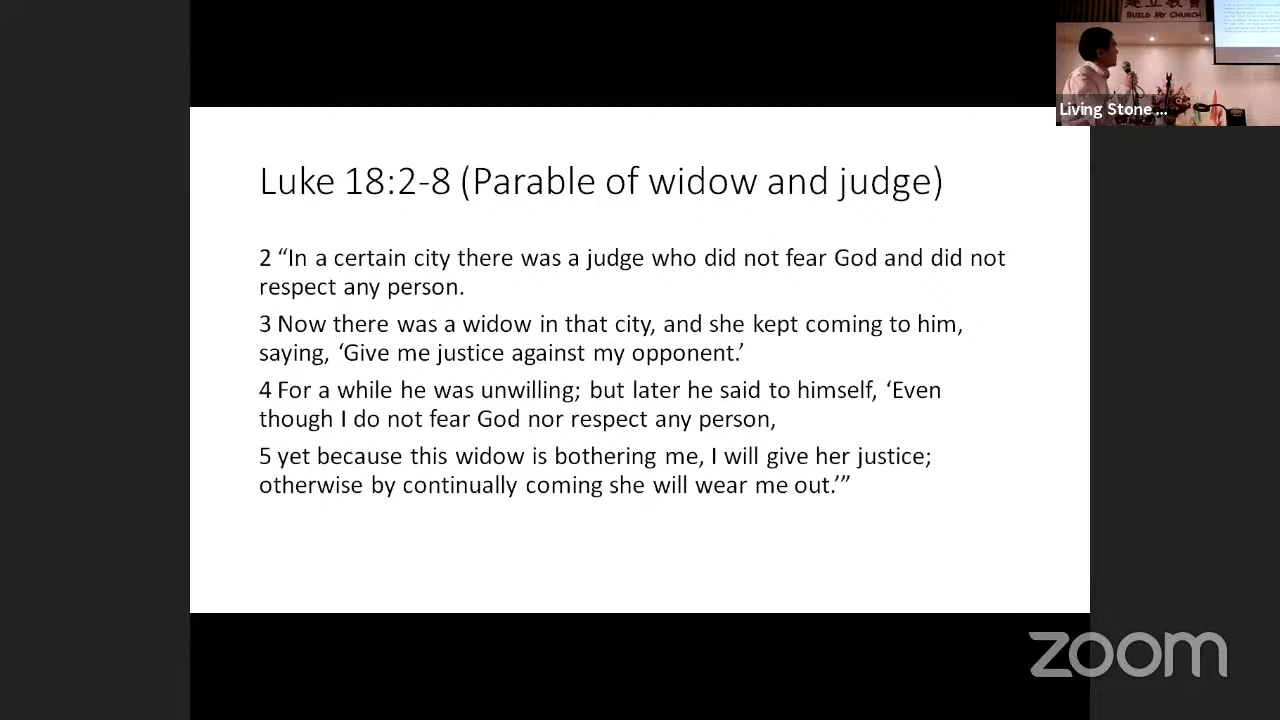 建立教會
BUILD MY CHURCH
Living Stone ...
Luke 18:2-8 (Parable of widow and judge)
2 “In a certain city there was a judge who did not fear God and did not
respect any person.
3 Now there was a widow in that city, and she kept coming to him,
saying, ‘Give me justice against my opponent.’
4 For a while he was unwilling; but later he said to himself, ‘Even
though I do not fear God nor respect any person,
5 yet because this widow is bothering me, I will give her justice;
otherwise by continually coming she will wear me out.’”
zoom